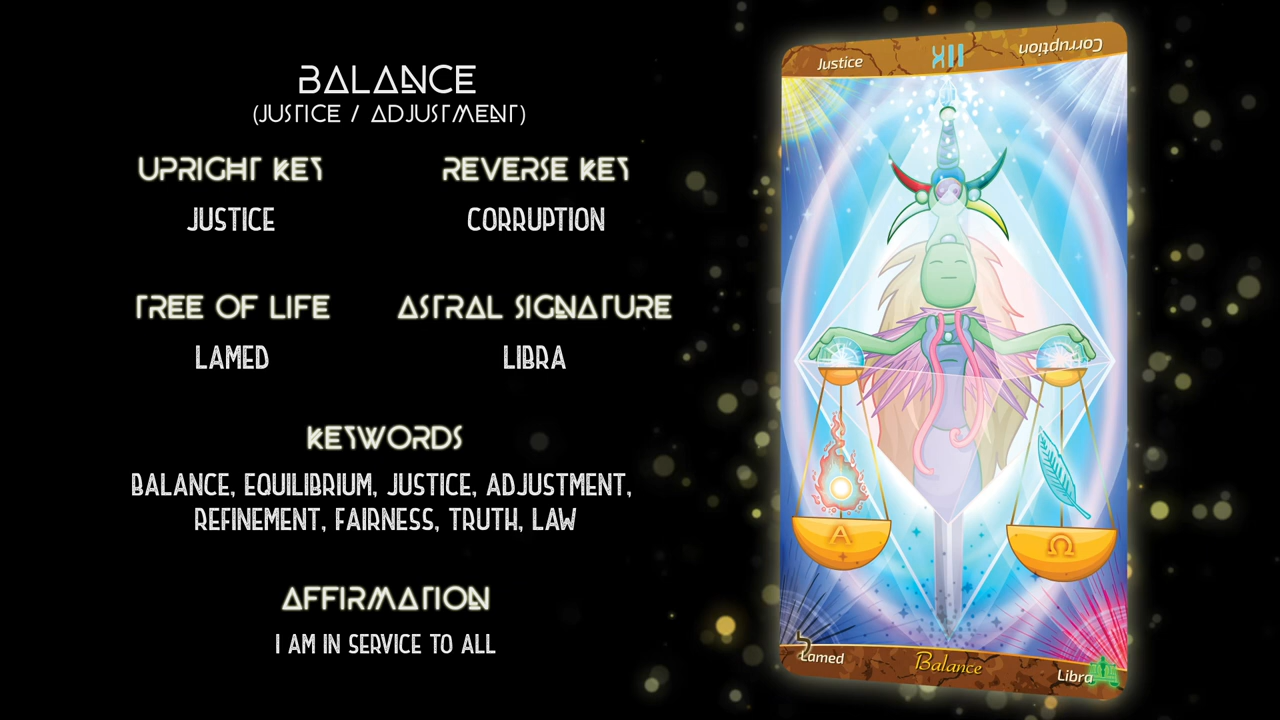 BALANCE
(JUSTICE / ADJUSTMENT)
UPRIGHT KEY
REVERSE KEY
JUSTICE
CORRUPTION
TREE OF LIFE
ASTRAL SIGNATURE
LAMED
LIBRA
KEYWORDS
BALANCE, EQUILIBRIUM, JUSTICE, ADJUSTMENT,
REFINEMENT, FAIRNESS, TRUTH, LAW
AFFIRMATION
I AM IN SERVICE TO ALL
Justice
XII
Corruption
A
Ω
ל
Lamed
Balance
Libra